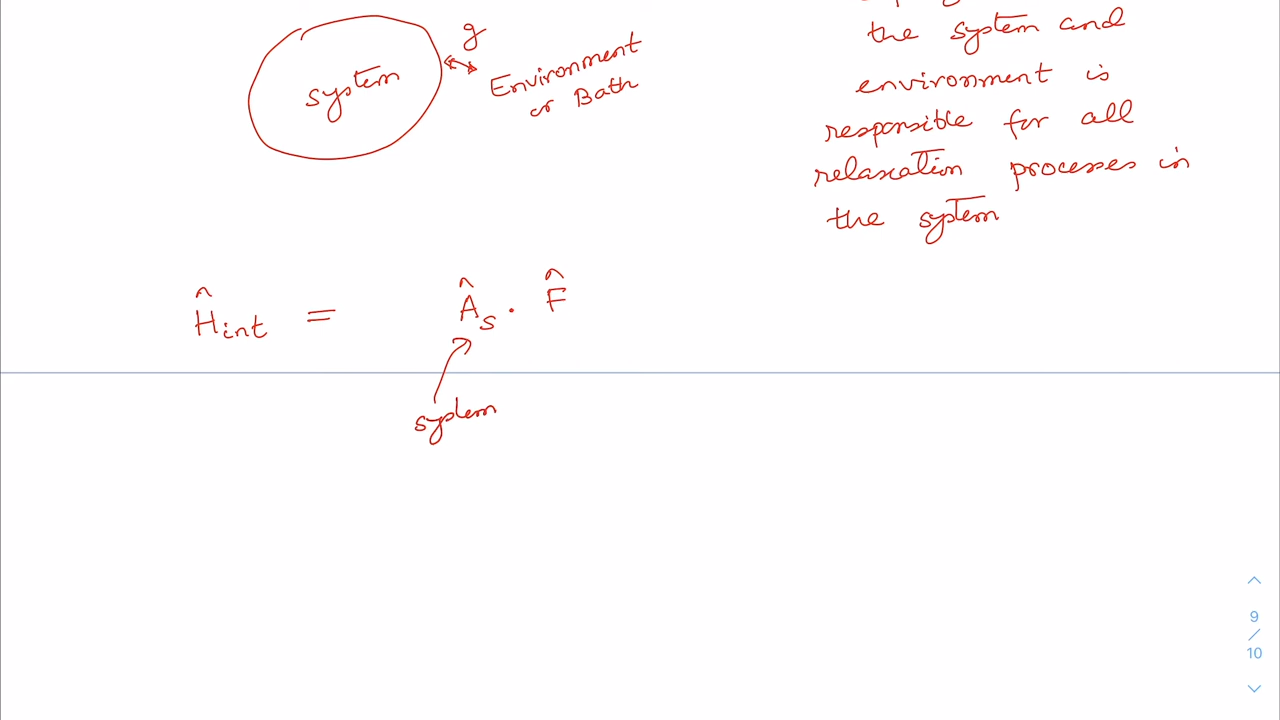 g
system
Environment
or Bath
the system and
environment is
responsible for all
relaxation processes in
the system
Ĥint = Âs · F̂
system
9
/
10